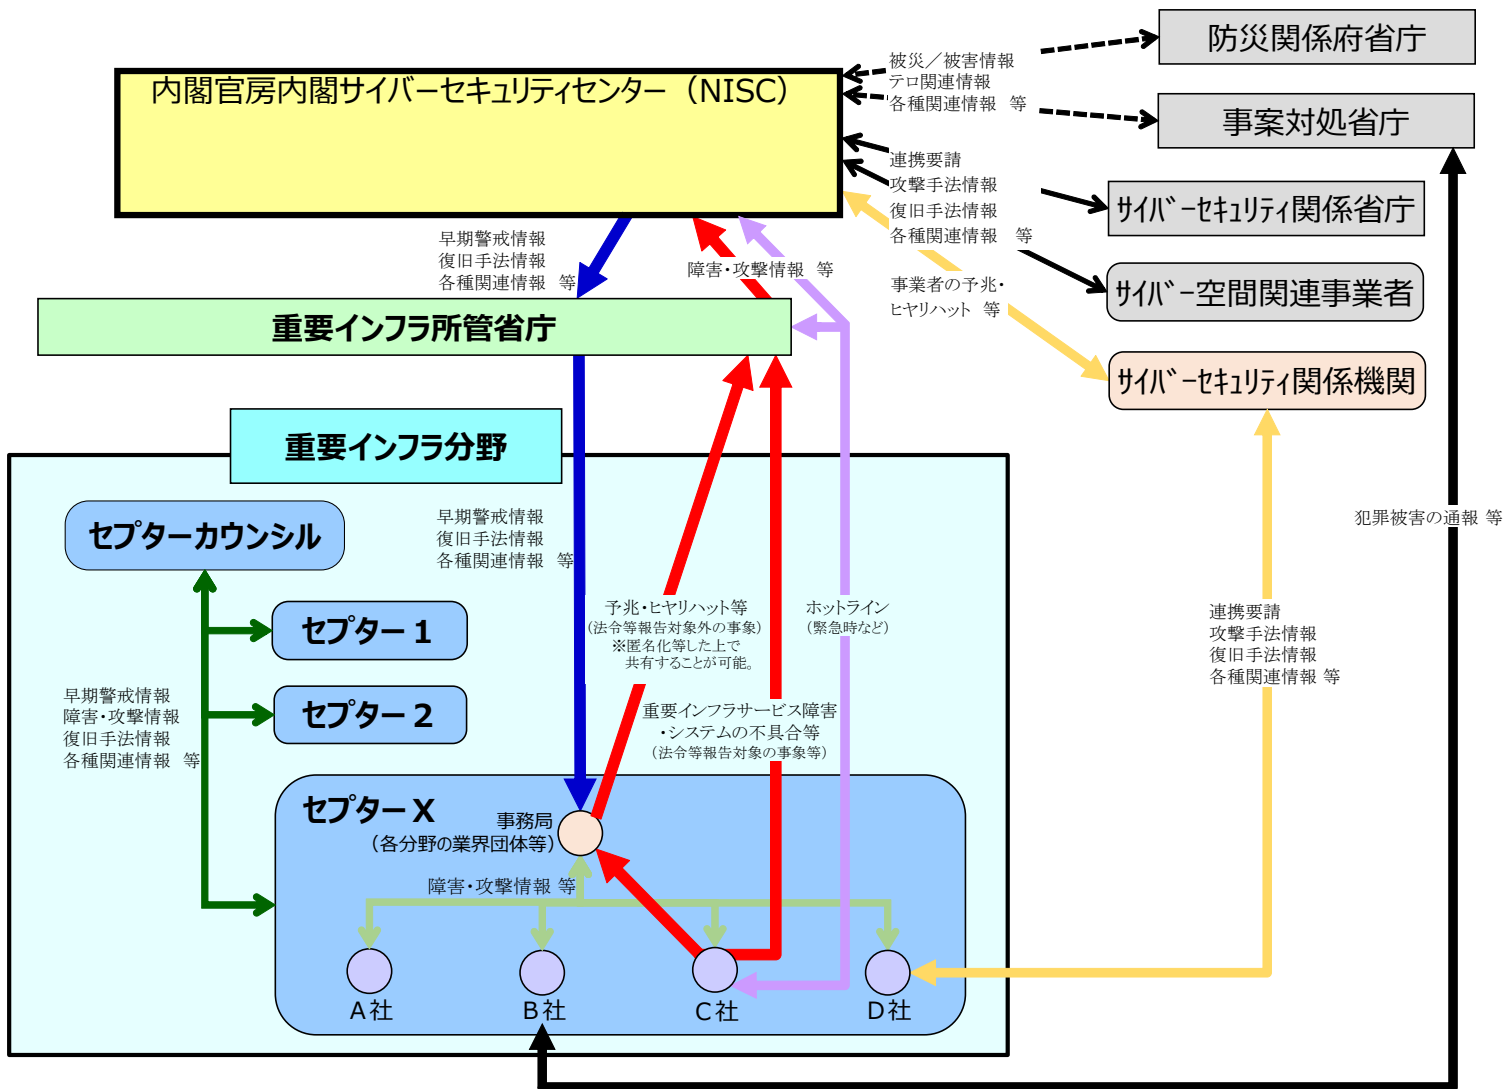 防災関係府省庁
被災／被害情報
テロ関連情報
各種関連情報　等
内閣官房内閣サイバーセキュリティセンター（NISC）
事案対処省庁
連携要請
攻撃手法情報
復旧手法情報
各種関連情報　等
サイバーセキュリティ関係省庁
早期警戒情報
復旧手法情報
各種関連情報　等
障害・攻撃情報　等
事業者の予兆・
ヒヤリハット　等
サイバー空間関連事業者
重要インフラ所管省庁
サイバーセキュリティ関係機関
重要インフラ分野
セプターカウンシル
早期警戒情報
復旧手法情報
各種関連情報　等
犯罪被害の通報 等
セプター１
予兆・ヒヤリハット等
（法令等報告対象外の事象）
※匿名化等した上で
共有することが可能。
ホットライン
（緊急時など）
連携要請
攻撃手法情報
復旧手法情報
各種関連情報 等
早期警戒情報
障害・攻撃情報
復旧手法情報
各種関連情報　等
セプター２
重要インフラサービス障害
・システムの不具合等
（法令等報告対象の事象等）
セプターX
事務局
（各分野の業界団体等）
障害・攻撃情報 等
A社
B社
C社
D社